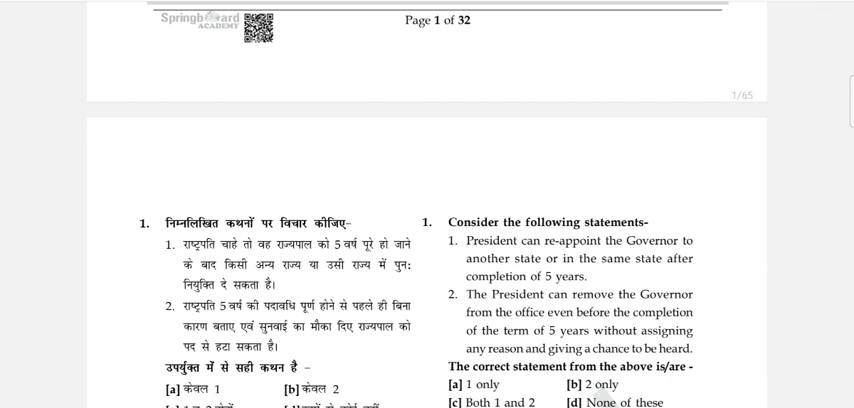 Springboard
ACADEMY
Page 1 of 32
1/65
1. निम्नलिखित कथनों पर विचार कीजिए–
1. राष्ट्रपति चाहे तो वह राज्यपाल को 5 वर्ष पूरे हो जाने
के बाद किसी अन्य राज्य या उसी राज्य में पुन:
नियुक्ति दे सकता है।
2. राष्ट्रपति 5 वर्ष की पदावधि पूर्ण होने से पहले ही बिना
कारण बताए एवं सुनवाई का मौका दिए राज्यपाल को
पद से हटा सकता है।
उपर्युक्त में से सही कथन है –
[a] केवल 1 [b] केवल 2
1. Consider the following statements-
1. President can re-appoint the Governor to
another state or in the same state after
completion of 5 years.
2. The President can remove the Governor
from the office even before the completion
of the term of 5 years without assigning
any reason and giving a chance to be heard.
The correct statement from the above is/are -
[a] 1 only [b] 2 only
[c] Both 1 and 2 [d] None of these